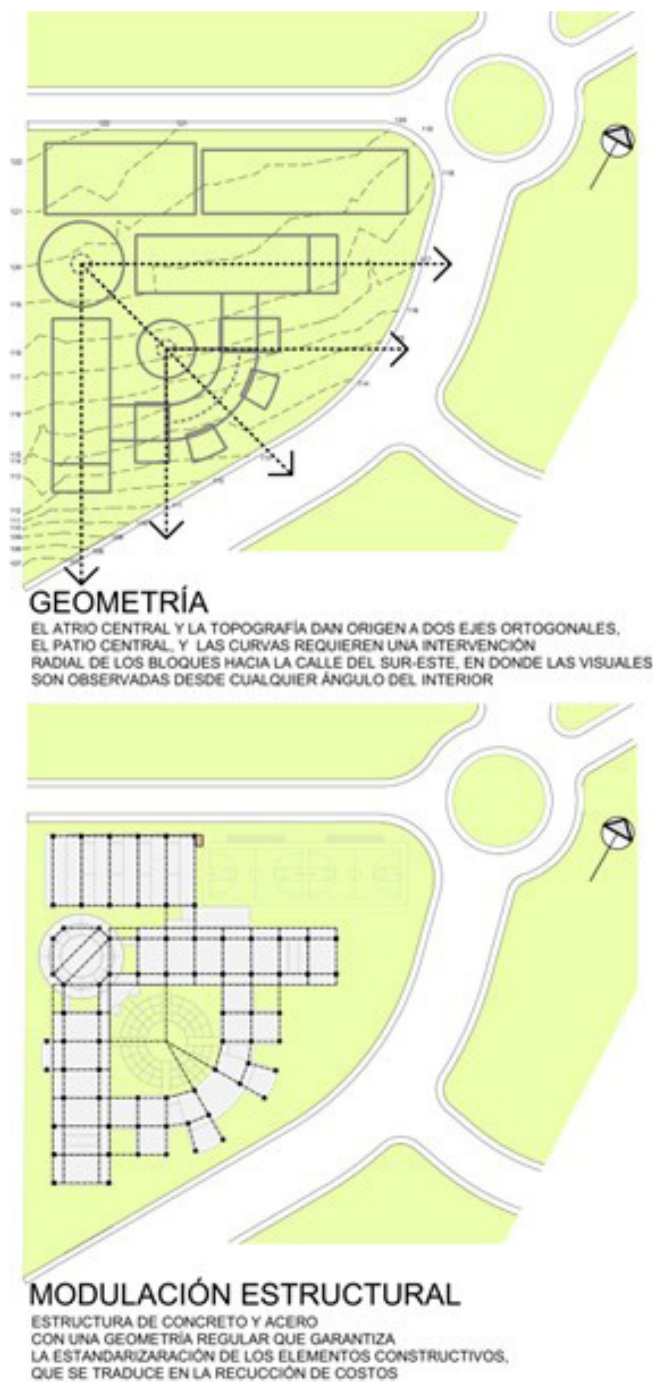 GEOMETRÍA
EL ATRIO CENTRAL Y LA TOPOGRAFÍA DAN ORIGEN A DOS EJES ORTOGONALES,
EL PATIO CENTRAL, Y LAS CURVAS REQUIEREN UNA INTERVENCIÓN
RADIAL DE LOS BLOQUES HACIA LA CALLE DEL SUR-ESTE, EN DONDE LAS VISUALES
SON OBSERVADAS DESDE CUALQUIER ÁNGULO DEL INTERIOR
MODULACIÓN ESTRUCTURAL
ESTRUCTURA DE CONCRETO Y ACERO
CON UNA GEOMETRÍA REGULAR QUE GARANTIZA
LA ESTANDARIZARACIÓN DE LOS ELEMENTOS CONSTRUCTIVOS,
QUE SE TRADUCE EN LA RECUCCIÓN DE COSTOS